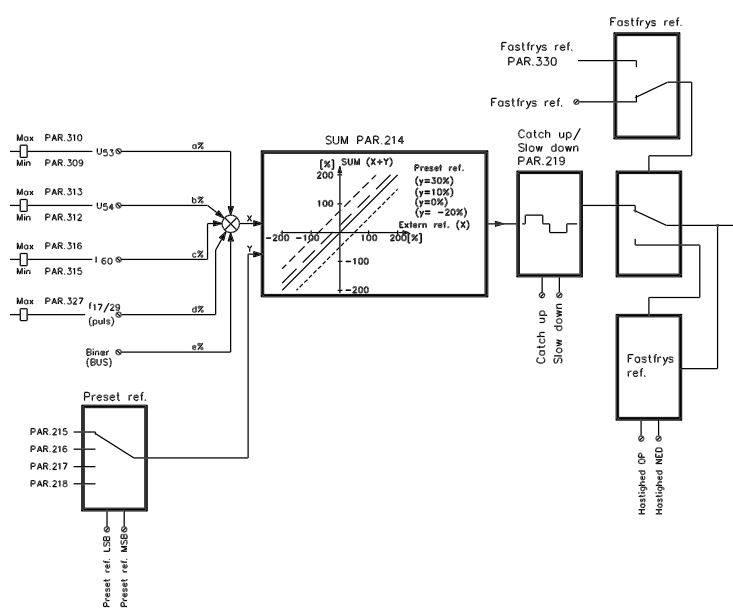 Fastfrys ref.
Fastfrys ref.
PAR.330
Fastfrys ref.
Max PAR.310
U53
Min PAR.309
a%
Max PAR.313
U54
Min PAR.312
b%
Max PAR.316
I 60
Min PAR.315
c%
Max PAR.327
f17/29
(puls)
d%
Binær
(BUS)
e%
X
Y
SUM PAR.214
[%] SUM (X+Y)
200
100
-200 -100
100 200[%]
-100
-200
Preset ref.
(y=30%)
(y=10%)
(y=0%)
(y= -20%)
Extern ref. (X)
Catch up/
Slow down
PAR.219
Catch up
Slow down
Fastfrys
ref.
Hastighed OP
Hastighed NED
Preset ref.
PAR.215
PAR.216
PAR.217
PAR.218
Preset ref. LSB
Preset ref. MSB